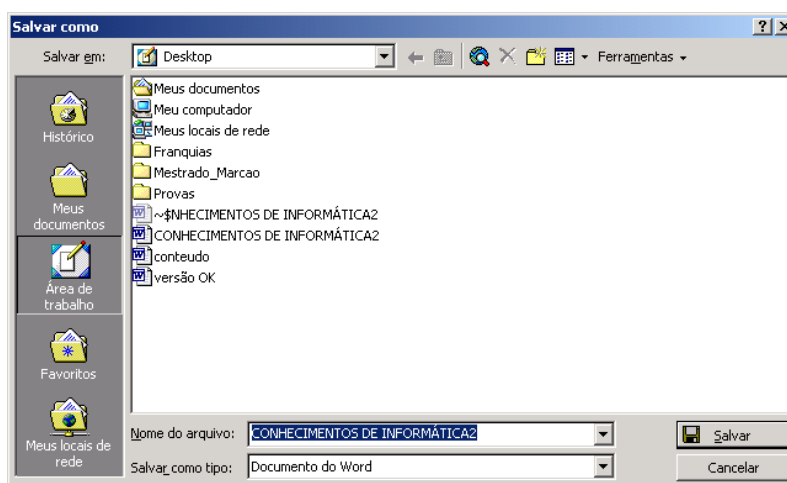 Salvar como
Salvar em:
Desktop
Ferramentas
Histórico
Meus
documentos
Área de
trabalho
Favoritos
Meus locais de
rede
Meus documentos
Meu computador
Meus locais de rede
Franquias
Mestrado_Marcao
Provas
~$NHECIMENTOS DE INFORMÁTICA2
CONHECIMENTOS DE INFORMÁTICA2
conteudo
versão OK
Nome do arquivo:
CONHECIMENTOS DE INFORMÁTICA2
Salvar
Salvar como tipo:
Documento do Word
Cancelar